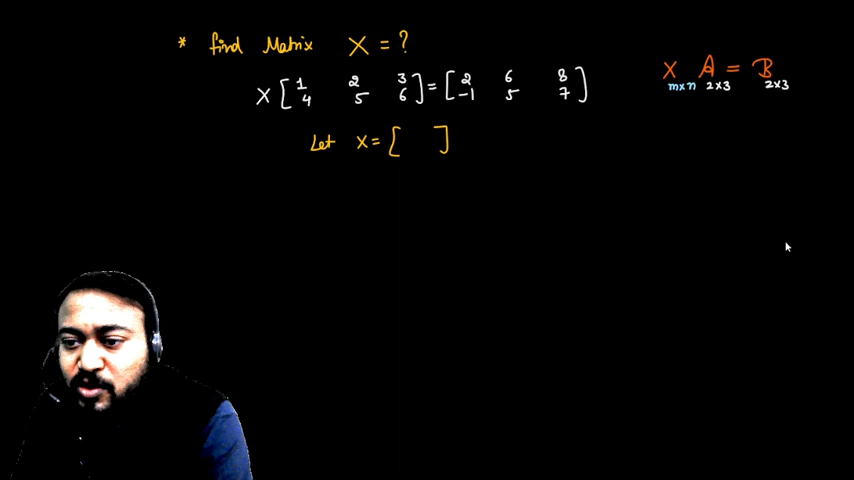 * find Matrix X = ?
X [ 1 2 3 ] = [ 2 6 8 ]
4 5 6 -1 5 7
X A = B
m×n 2×3 2×3
Let x = [ ]